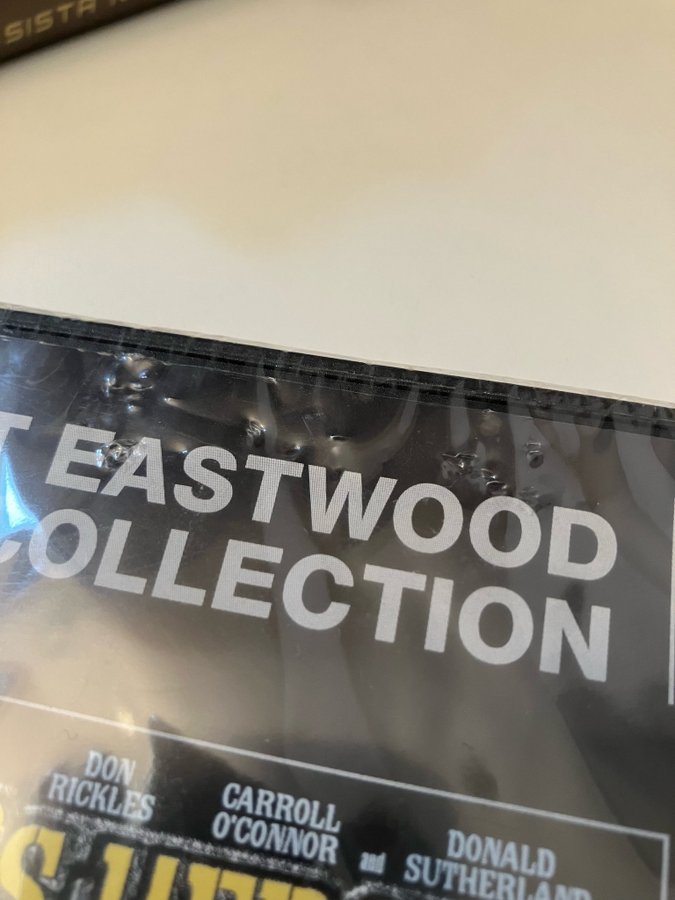 SISTA
T EASTWOOD
COLLECTION
DON
RICKLES
CARROLL
O'CONNOR
and
DONALD
SUTHERLAND